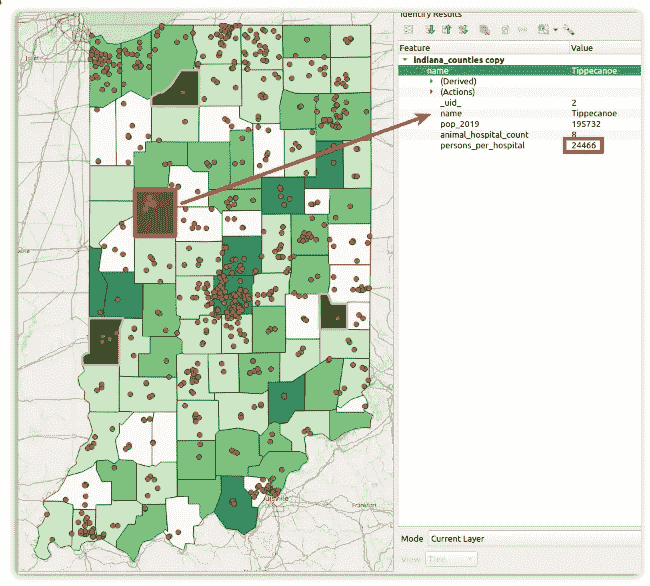 Identify Results
Feature Value
indiana_counties copy
name Tippecanoe
(Derived)
(Actions)
_uid_ 2
name Tippecanoe
pop_2019 195732
animal_hospital_count 8
persons_per_hospital 24466
Mode Current Layer
View Tree